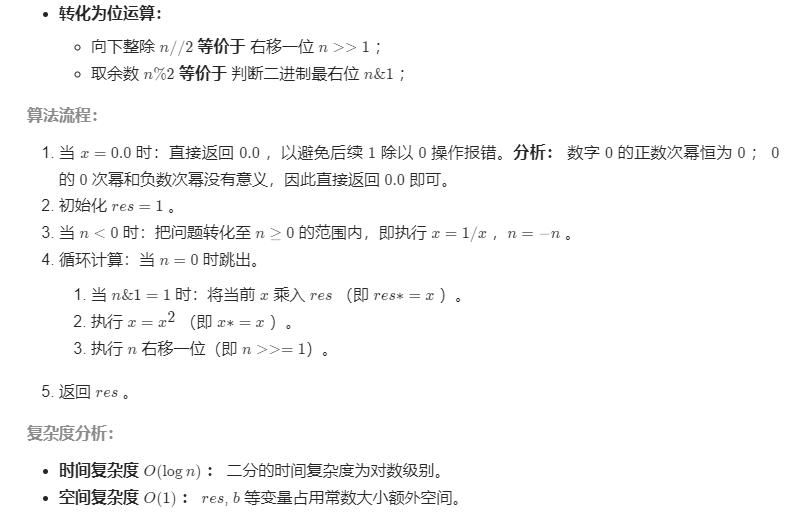 • 转化为位运算：
◦ 向下整除 n//2 等价于 右移一位 n >> 1 ；
◦ 取余数 n%2 等价于 判断二进制最右位 n&1 ；
算法流程：
1. 当 x = 0.0 时：直接返回 0.0 ，以避免后续 1 除以 0 操作报错。分析： 数字 0 的正数次幂恒为 0 ； 0
的 0 次幂和负数次幂没有意义，因此直接返回 0.0 即可。
2. 初始化 res = 1 。
3. 当 n < 0 时：把问题转化至 n ≥ 0 的范围内，即执行 x = 1/x ，n = −n 。
4. 循环计算：当 n = 0 时跳出。
1. 当 n&1 = 1 时：将当前 x 乘入 res （即 res∗ = x ）。
2. 执行 x = x² （即 x∗ = x ）。
3. 执行 n 右移一位（即 n >>= 1）。
5. 返回 res 。
复杂度分析：
• 时间复杂度 O(log n) ： 二分的时间复杂度为对数级别。
• 空间复杂度 O(1) ： res, b 等变量占用常数大小额外空间。